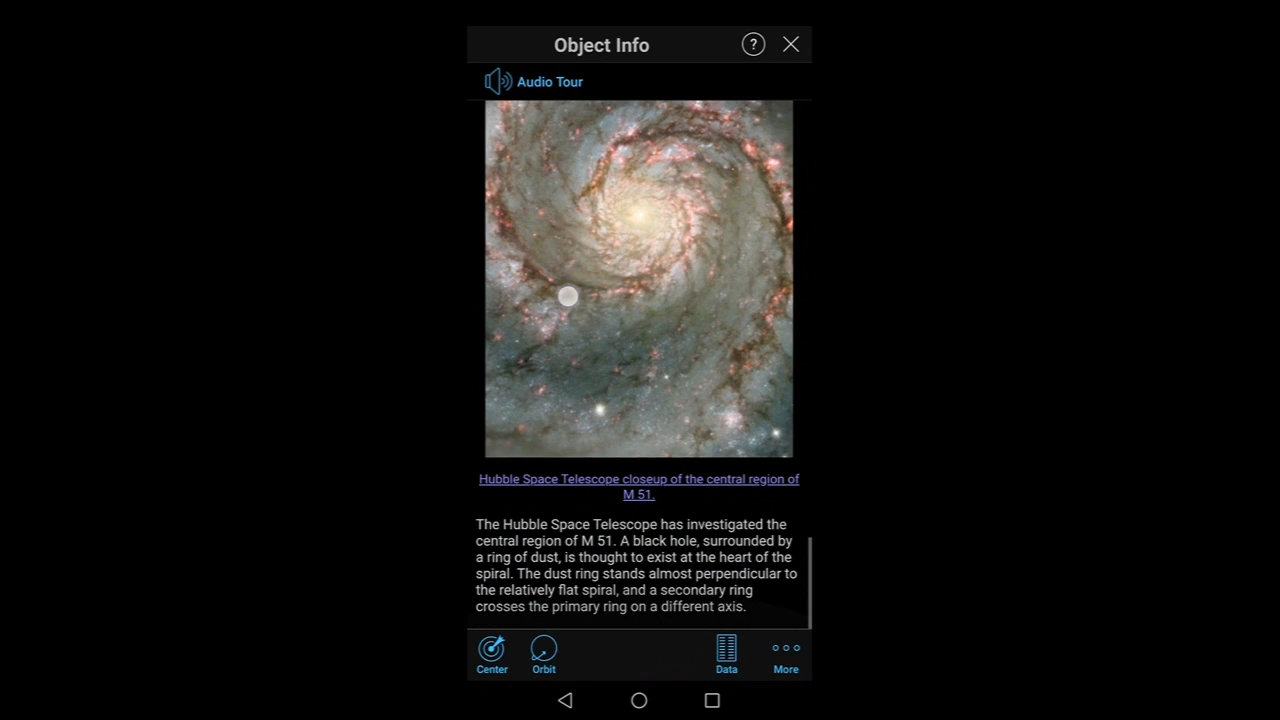 Object Info
?
Audio Tour
Hubble Space Telescope closeup of the central region of
M 51.
The Hubble Space Telescope has investigated the
central region of M 51. A black hole, surrounded by
a ring of dust, is thought to exist at the heart of the
spiral. The dust ring stands almost perpendicular to
the relatively flat spiral, and a secondary ring
crosses the primary ring on a different axis.
Center Orbit Data More